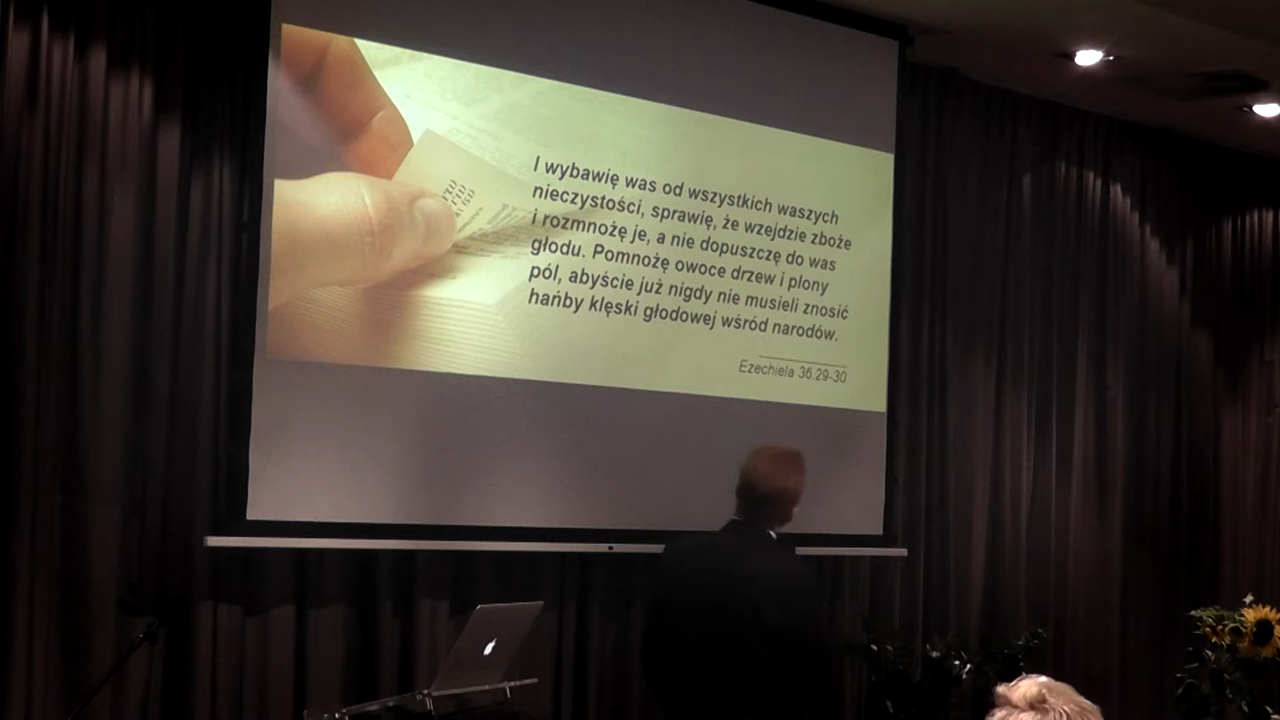 I wybawię was od wszystkich waszych
nieczystości, sprawię, że wzejdzie zboże
i rozmnożę je, a nie dopuszczę do was
głodu. Pomnożę owoce drzew i plony
pól, abyście już nigdy nie musieli znosić
hańby klęski głodowej wśród narodów.
Ezechiela 36.29-30